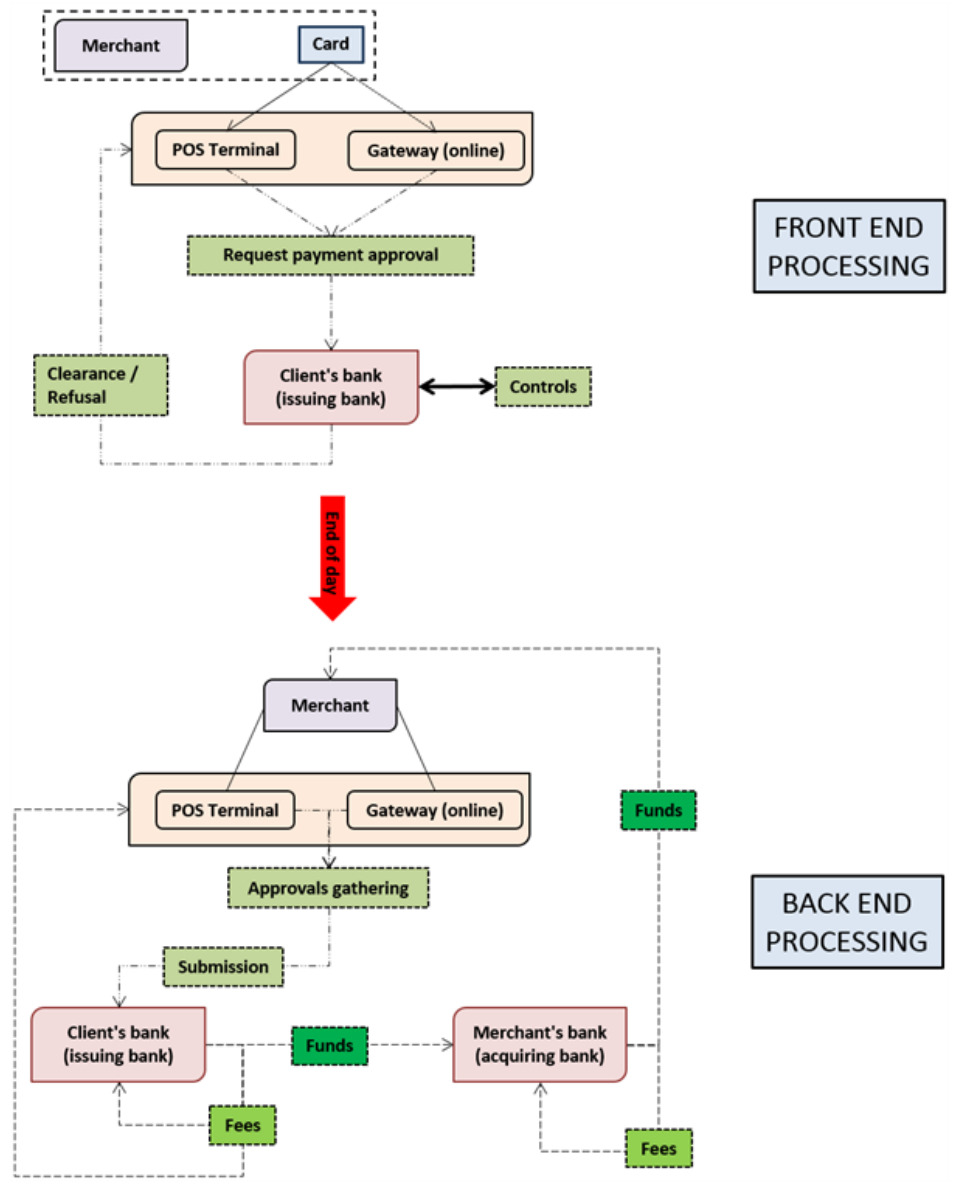 Merchant
Card
POS Terminal
Gateway (online)
Request payment approval
FRONT END
PROCESSING
Clearance /
Refusal
Client's bank
(issuing bank)
Controls
End of day
Merchant
POS Terminal
Gateway (online)
Funds
Approvals gathering
BACK END
PROCESSING
Submission
Client's bank
(issuing bank)
Funds
Merchant's bank
(acquiring bank)
Fees
Fees